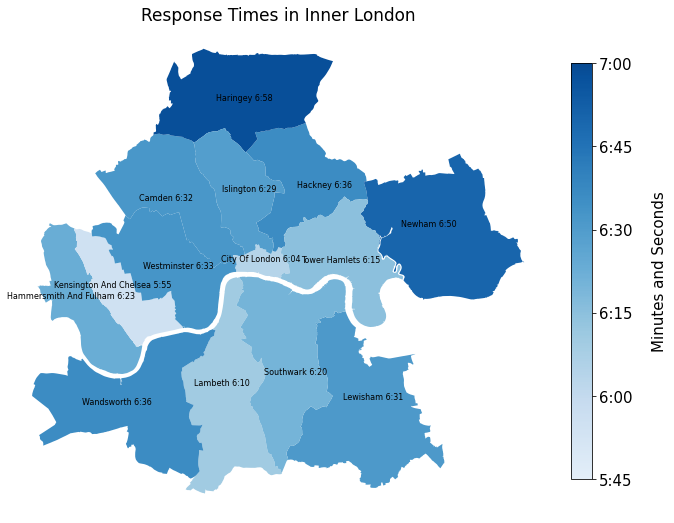 Response Times in Inner London
7:00
Haringey 6:58
6:45
Hackney 6:36
Islington 6:29
Camden 6:32
Newham 6:50
6:30
City Of London 6:04
Tower Hamlets 6:15
Westminster 6:33
Minutes and Seconds
Kensington And Chelsea 5:55
Hammersmith And Fulham 6:23
6:15
Southwark 6:20
Lambeth 6:10
6:00
Lewisham 6:31
Wandsworth 6:36
5:45